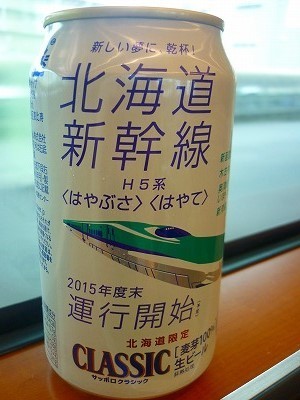 新しい夢に、乾杯!
北海道
新幹線
H5系
〈はやぶさ〉〈はやて〉
2015年度末
運行開始
北海道限定
CLASSIC
サッポロクラシック
[麦芽100%
生ビール